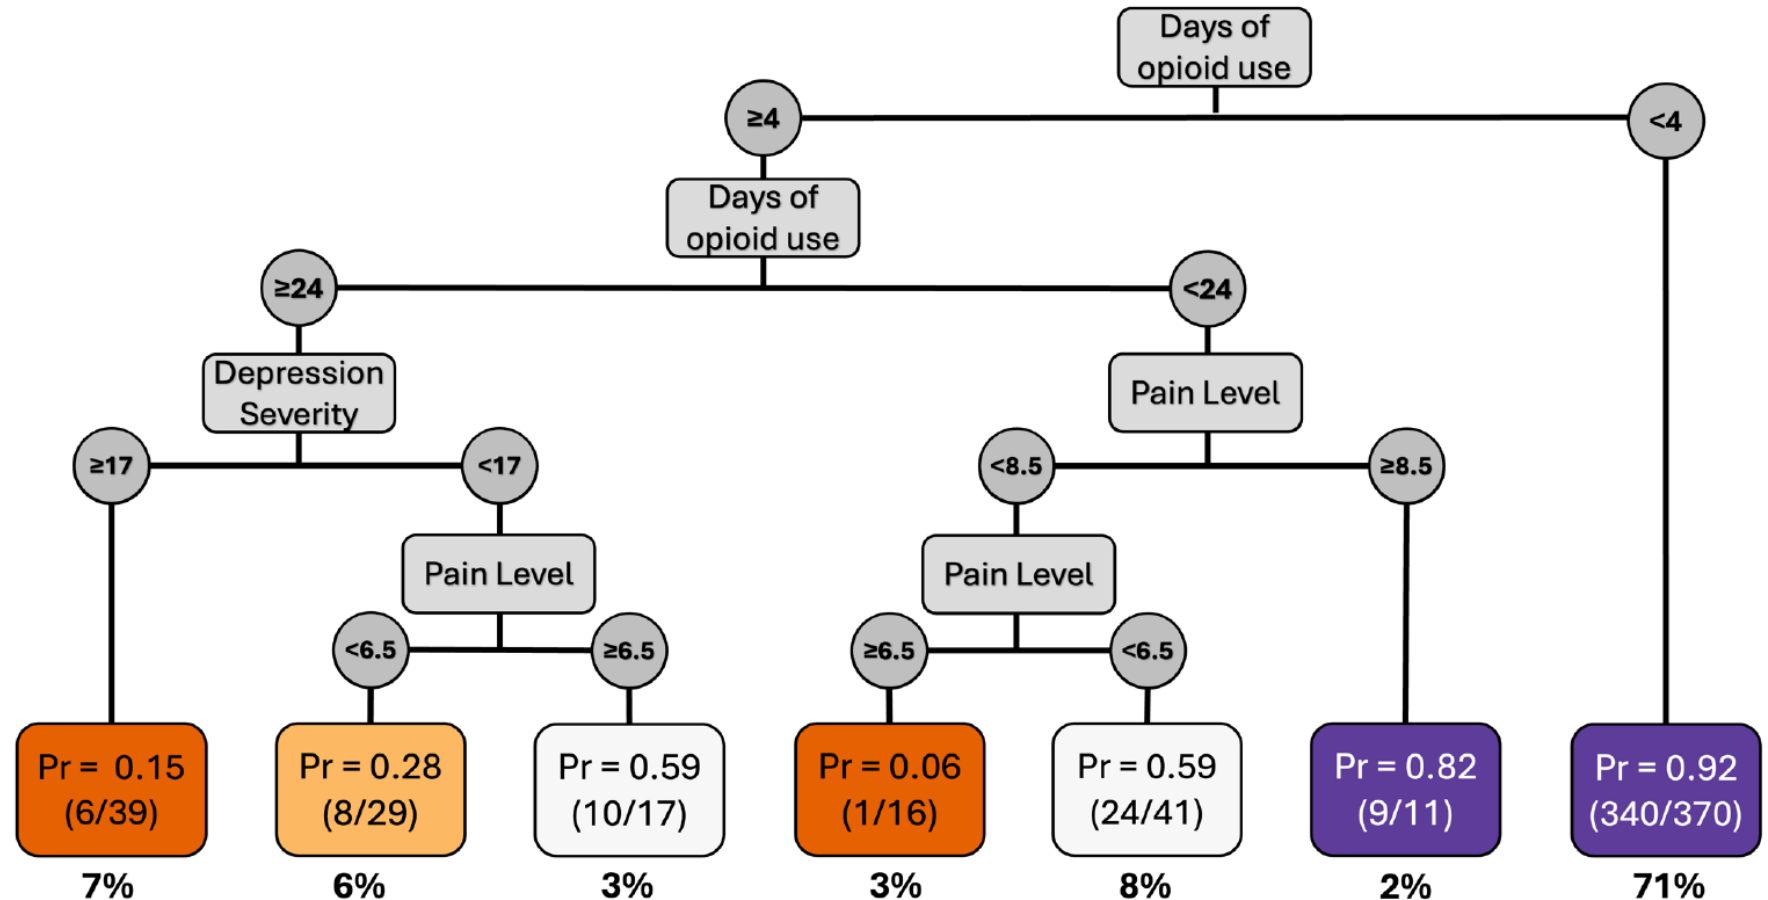 Days of
opioid use
≥4
<4
Days of
opioid use
≥24
<24
Depression
Severity
Pain Level
≥17
<17
<8.5
≥8.5
Pain Level
Pain Level
<6.5
≥6.5
≥6.5
<6.5
Pr = 0.15
(6/39)
Pr = 0.28
(8/29)
Pr = 0.59
(10/17)
Pr = 0.06
(1/16)
Pr = 0.59
(24/41)
Pr = 0.82
(9/11)
Pr = 0.92
(340/370)
7%
6%
3%
3%
8%
2%
71%